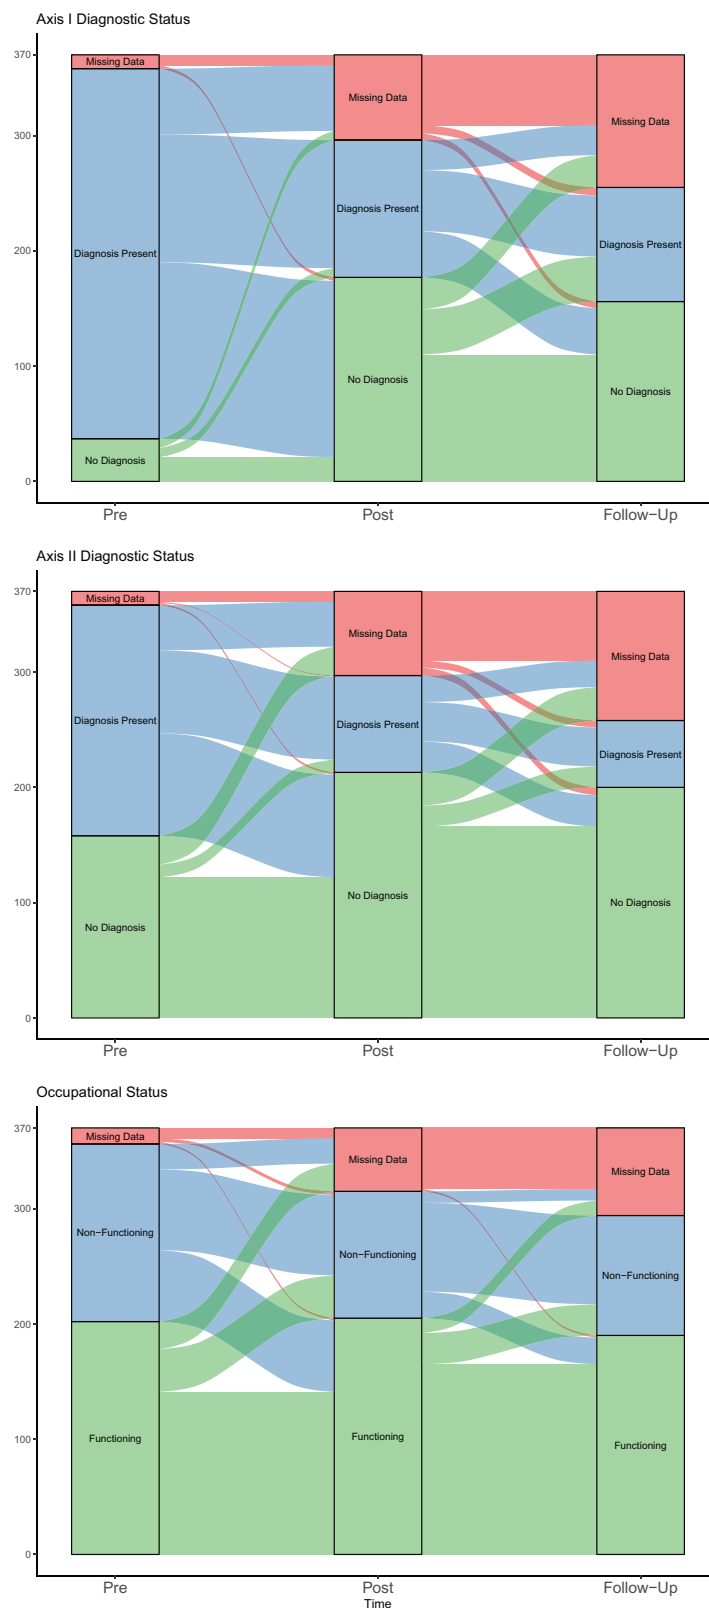 Axis I Diagnostic Status
370
Missing Data
Missing Data
Missing Data
300
Diagnosis Present
Diagnosis Present
Diagnosis Present
200
100
No Diagnosis
No Diagnosis
No Diagnosis
0
Pre
Post
Follow−Up
Axis II Diagnostic Status
370
Missing Data
Missing Data
Missing Data
300
Diagnosis Present
Diagnosis Present
Diagnosis Present
200
100
No Diagnosis
No Diagnosis
No Diagnosis
0
Pre
Post
Follow−Up
Occupational Status
370
Missing Data
Missing Data
Missing Data
300
Non−Functioning
Non−Functioning
Non−Functioning
200
100
Functioning
Functioning
Functioning
0
Pre
Post
Follow−Up
Time